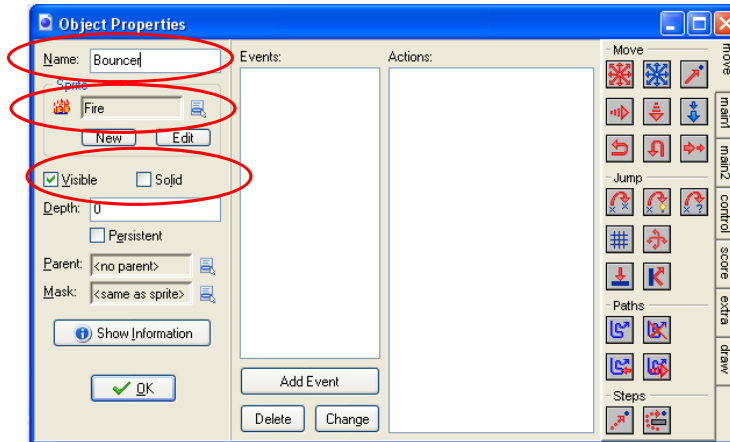 Object Properties
Name: Bouncer
Sprite
Fire
New Edit
Visible Solid
Depth: 0
Persistent
Parent: <no parent>
Mask: <same as sprite>
Show Information
OK
Events:
Add Event
Delete Change
Actions:
Move
Jump
Paths
Steps
move
main1
main2
control
score
extra
draw